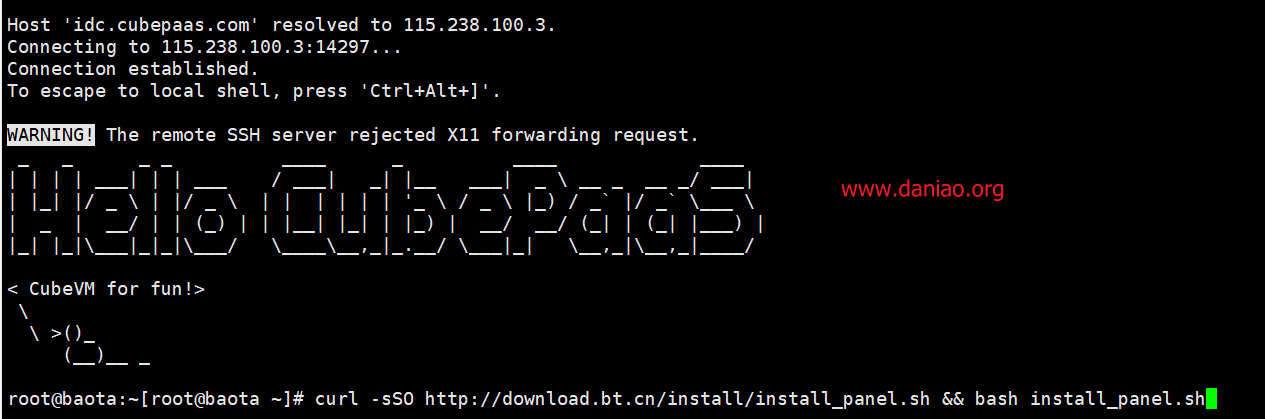 Host 'idc.cubepaas.com' resolved to 115.238.100.3.
Connecting to 115.238.100.3:14297...
Connection established.
To escape to local shell, press 'Ctrl+Alt+]'.
WARNING! The remote SSH server rejected X11 forwarding request.
Hello CubePaaS
www.daniao.org
< CubeVM for fun!>
 \
  \ >()_
     (__)__ _
root@baota:~[root@baota ~]# curl -sSO http://download.bt.cn/install/install_panel.sh && bash install_panel.sh